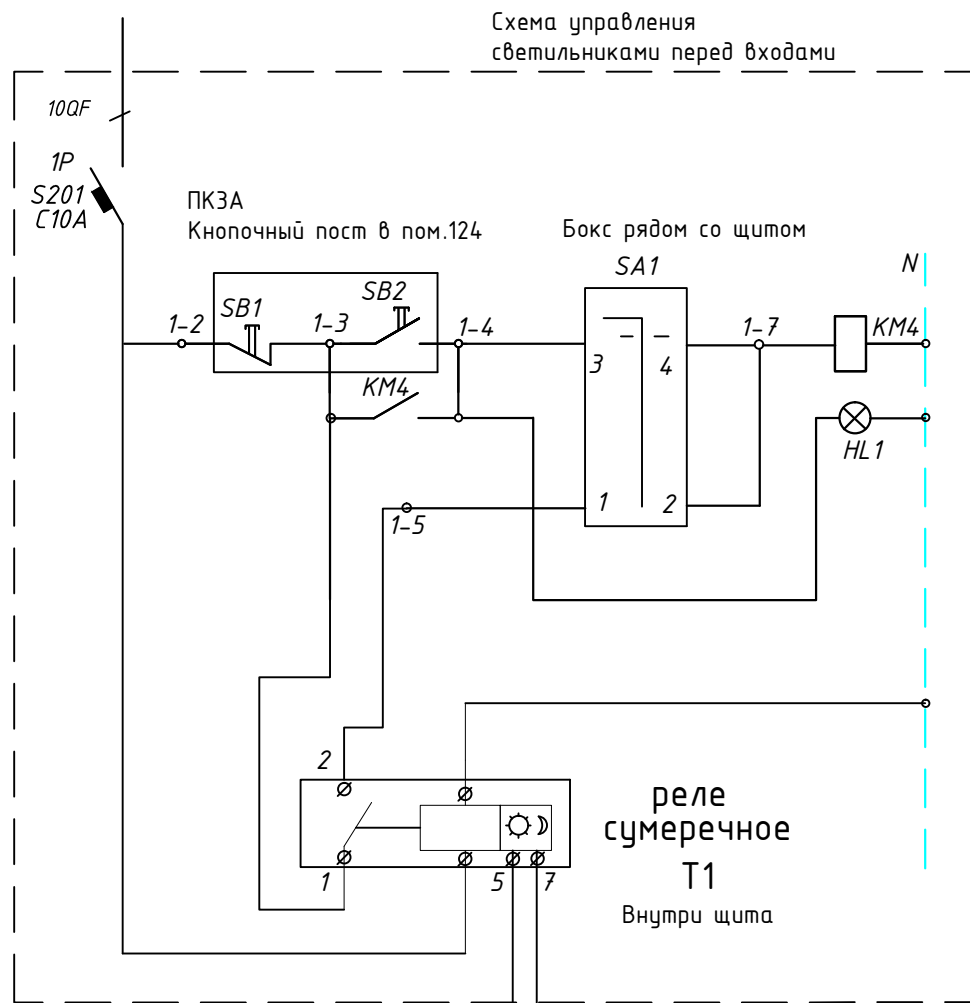 Схема управления
светильниками перед входами
10QF
1P
S201
C10A
ПКЗА
Кнопочный пост в пом.124
Бокс рядом со щитом
SA1
N
SB1
SB2
1-2
1-3
1-4
1-7
KM4
3
4
KM4
HL1
1
2
1-5
2
реле
сумеречное
T1
Внутри щита
1
5
7